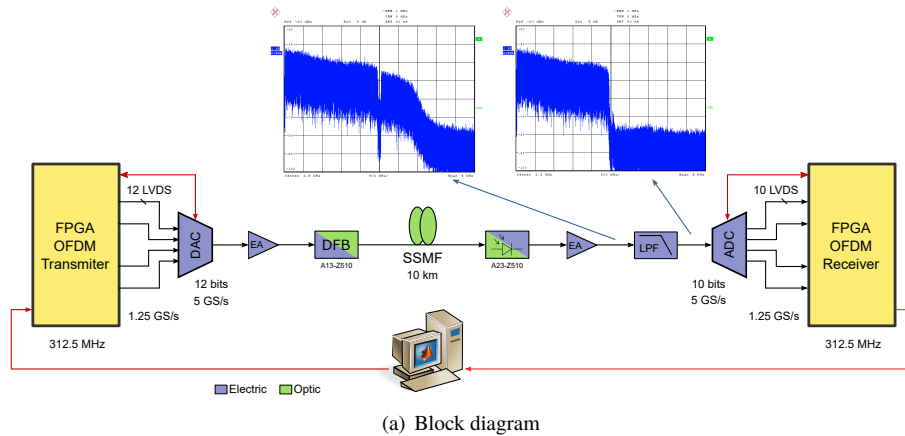 12 LVDS
FPGA
OFDM
Transmiter
DAC
12 bits
5 GS/s
1.25 GS/s
312.5 MHz
EA
DFB
A13-Z510
SSMF
10 km
A23-Z510
EA
LPF
ADC
10 LVDS
10 bits
5 GS/s
1.25 GS/s
FPGA
OFDM
Receiver
312.5 MHz
Electric
Optic
(a) Block diagram